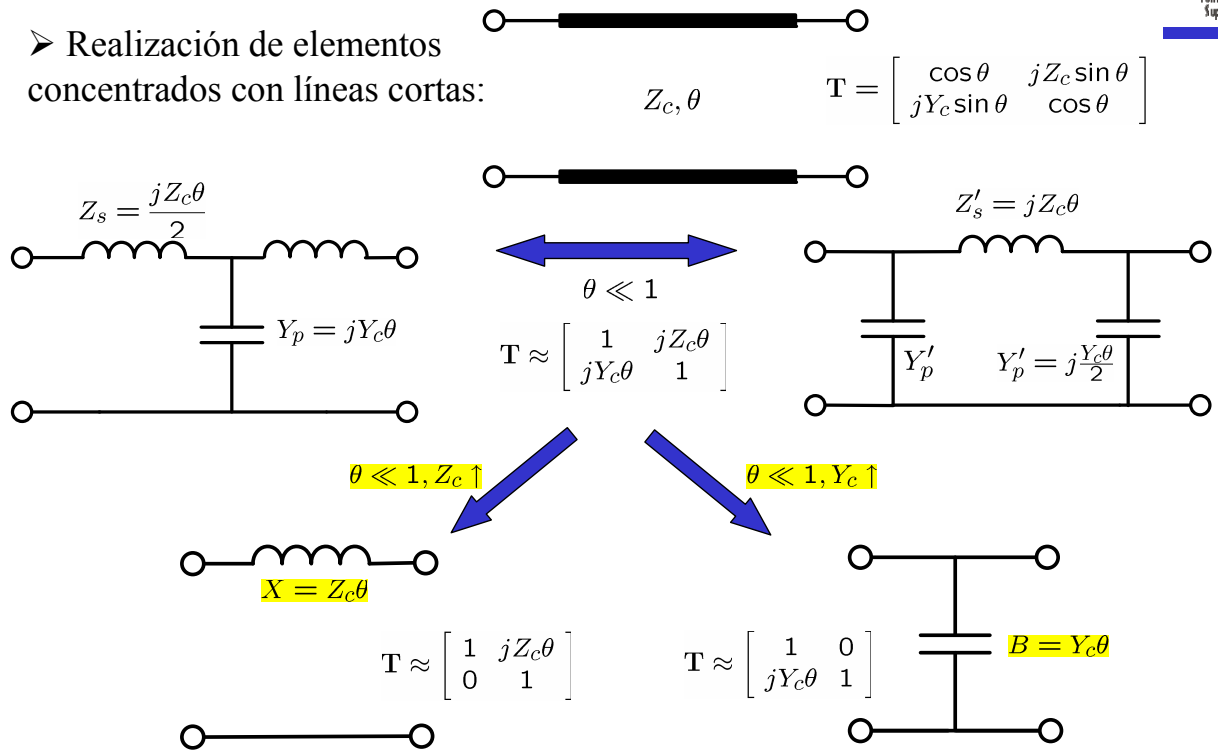 ➢ Realización de elementos
concentrados con líneas cortas:
Z_c, θ
T = [ cos θ  jZ_c sin θ
jY_c sin θ  cos θ ]
Z_s = jZ_cθ/2
Y_p = jY_cθ
θ ≪ 1
T ≈ [ 1  jZ_cθ
jY_cθ  1 ]
Z'_s = jZ_cθ
Y'_p
Y'_p = j Y_cθ/2
θ ≪ 1, Z_c ↑
θ ≪ 1, Y_c ↑
X = Z_cθ
T ≈ [ 1  jZ_cθ
0  1 ]
T ≈ [ 1  0
jY_cθ  1 ]
B = Y_cθ